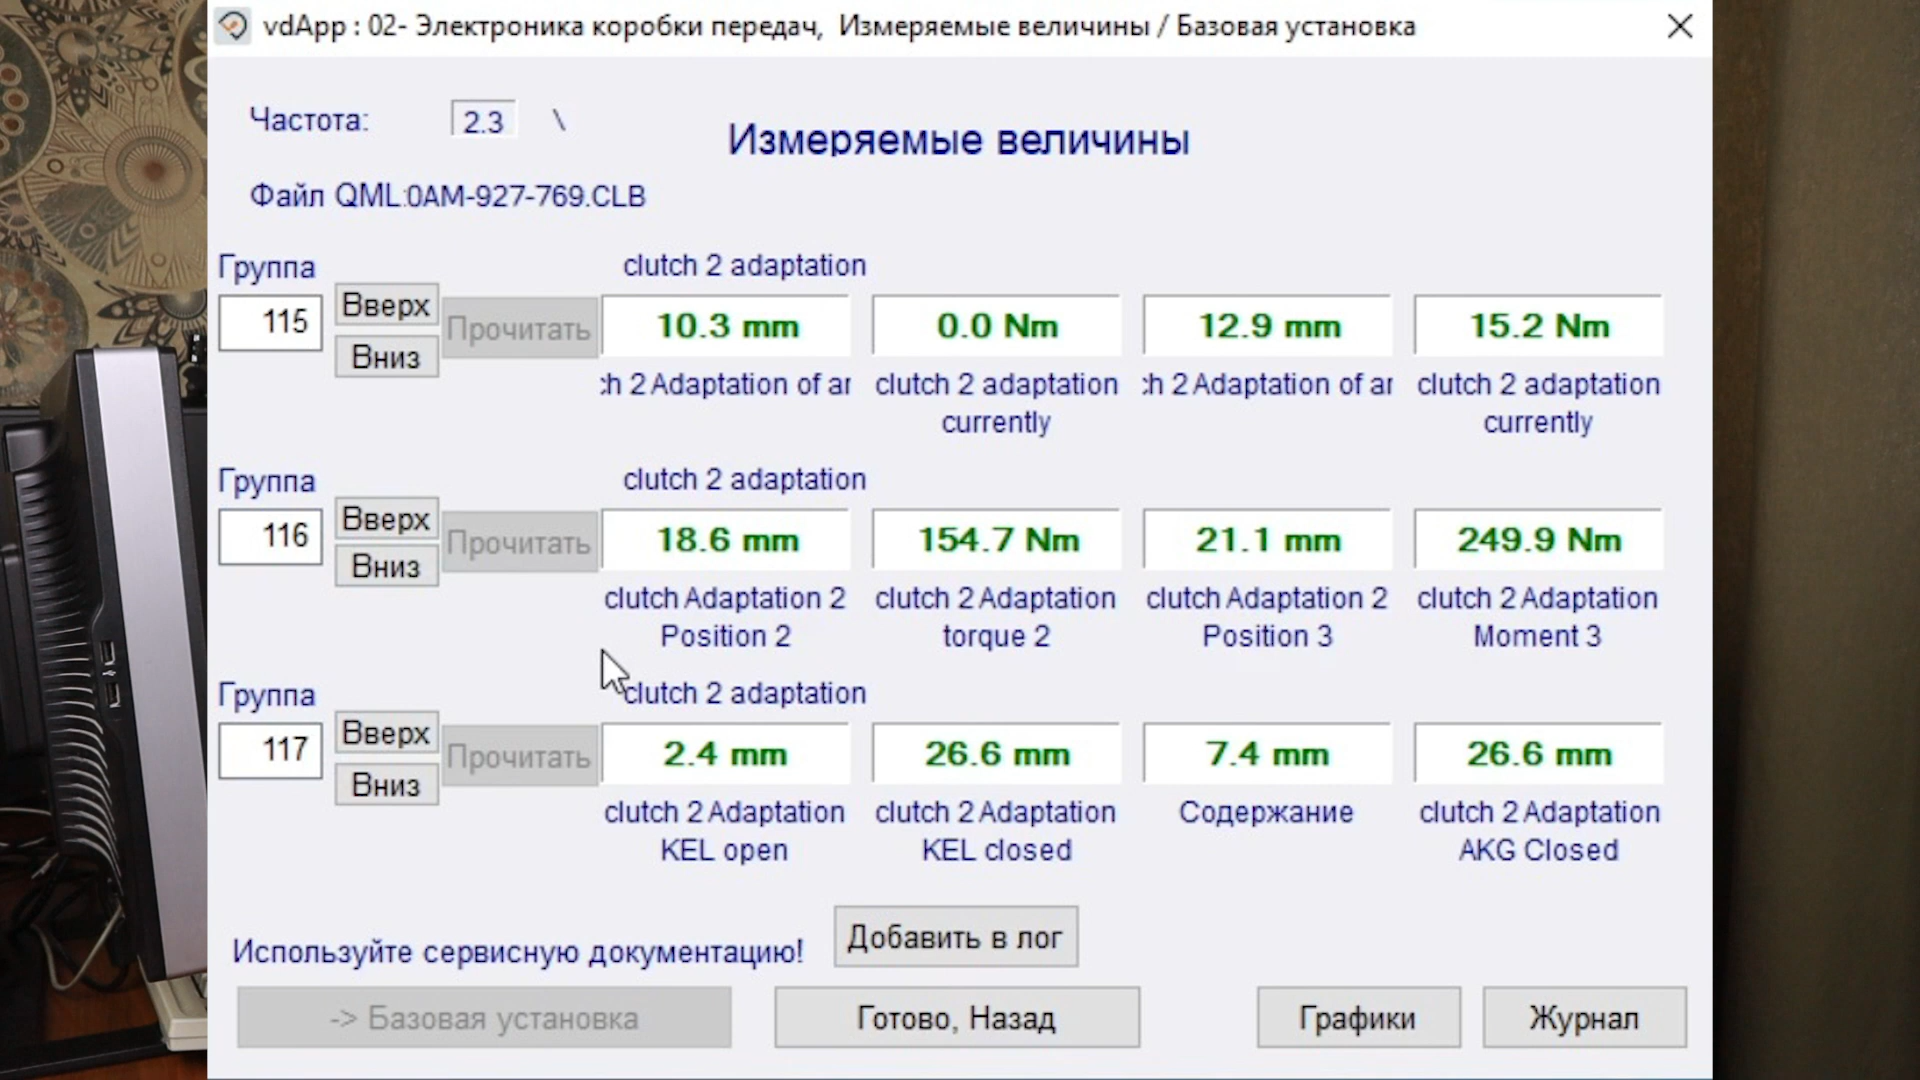 vdApp : 02- Электроника коробки передач,  Измеряемые величины / Базовая установка
Частота: 2.3 \
Измеряемые величины
Файл QML:0AM-927-769.CLB
Группа clutch 2 adaptation
115 Вверх Вниз Прочитать 10.3 mm 0.0 Nm 12.9 mm 15.2 Nm
ch 2 Adaptation of ar clutch 2 adaptation ch 2 Adaptation of ar clutch 2 adaptation
currently currently
Группа clutch 2 adaptation
116 Вверх Вниз Прочитать 18.6 mm 154.7 Nm 21.1 mm 249.9 Nm
clutch Adaptation 2 clutch 2 Adaptation clutch Adaptation 2 clutch 2 Adaptation
Position 2 torque 2 Position 3 Moment 3
Группа clutch 2 adaptation
117 Вверх Вниз Прочитать 2.4 mm 26.6 mm 7.4 mm 26.6 mm
clutch 2 Adaptation clutch 2 Adaptation Содержание clutch 2 Adaptation
KEL open KEL closed AKG Closed
Используйте сервисную документацию! Добавить в лог
-> Базовая установка Готово, Назад Графики Журнал